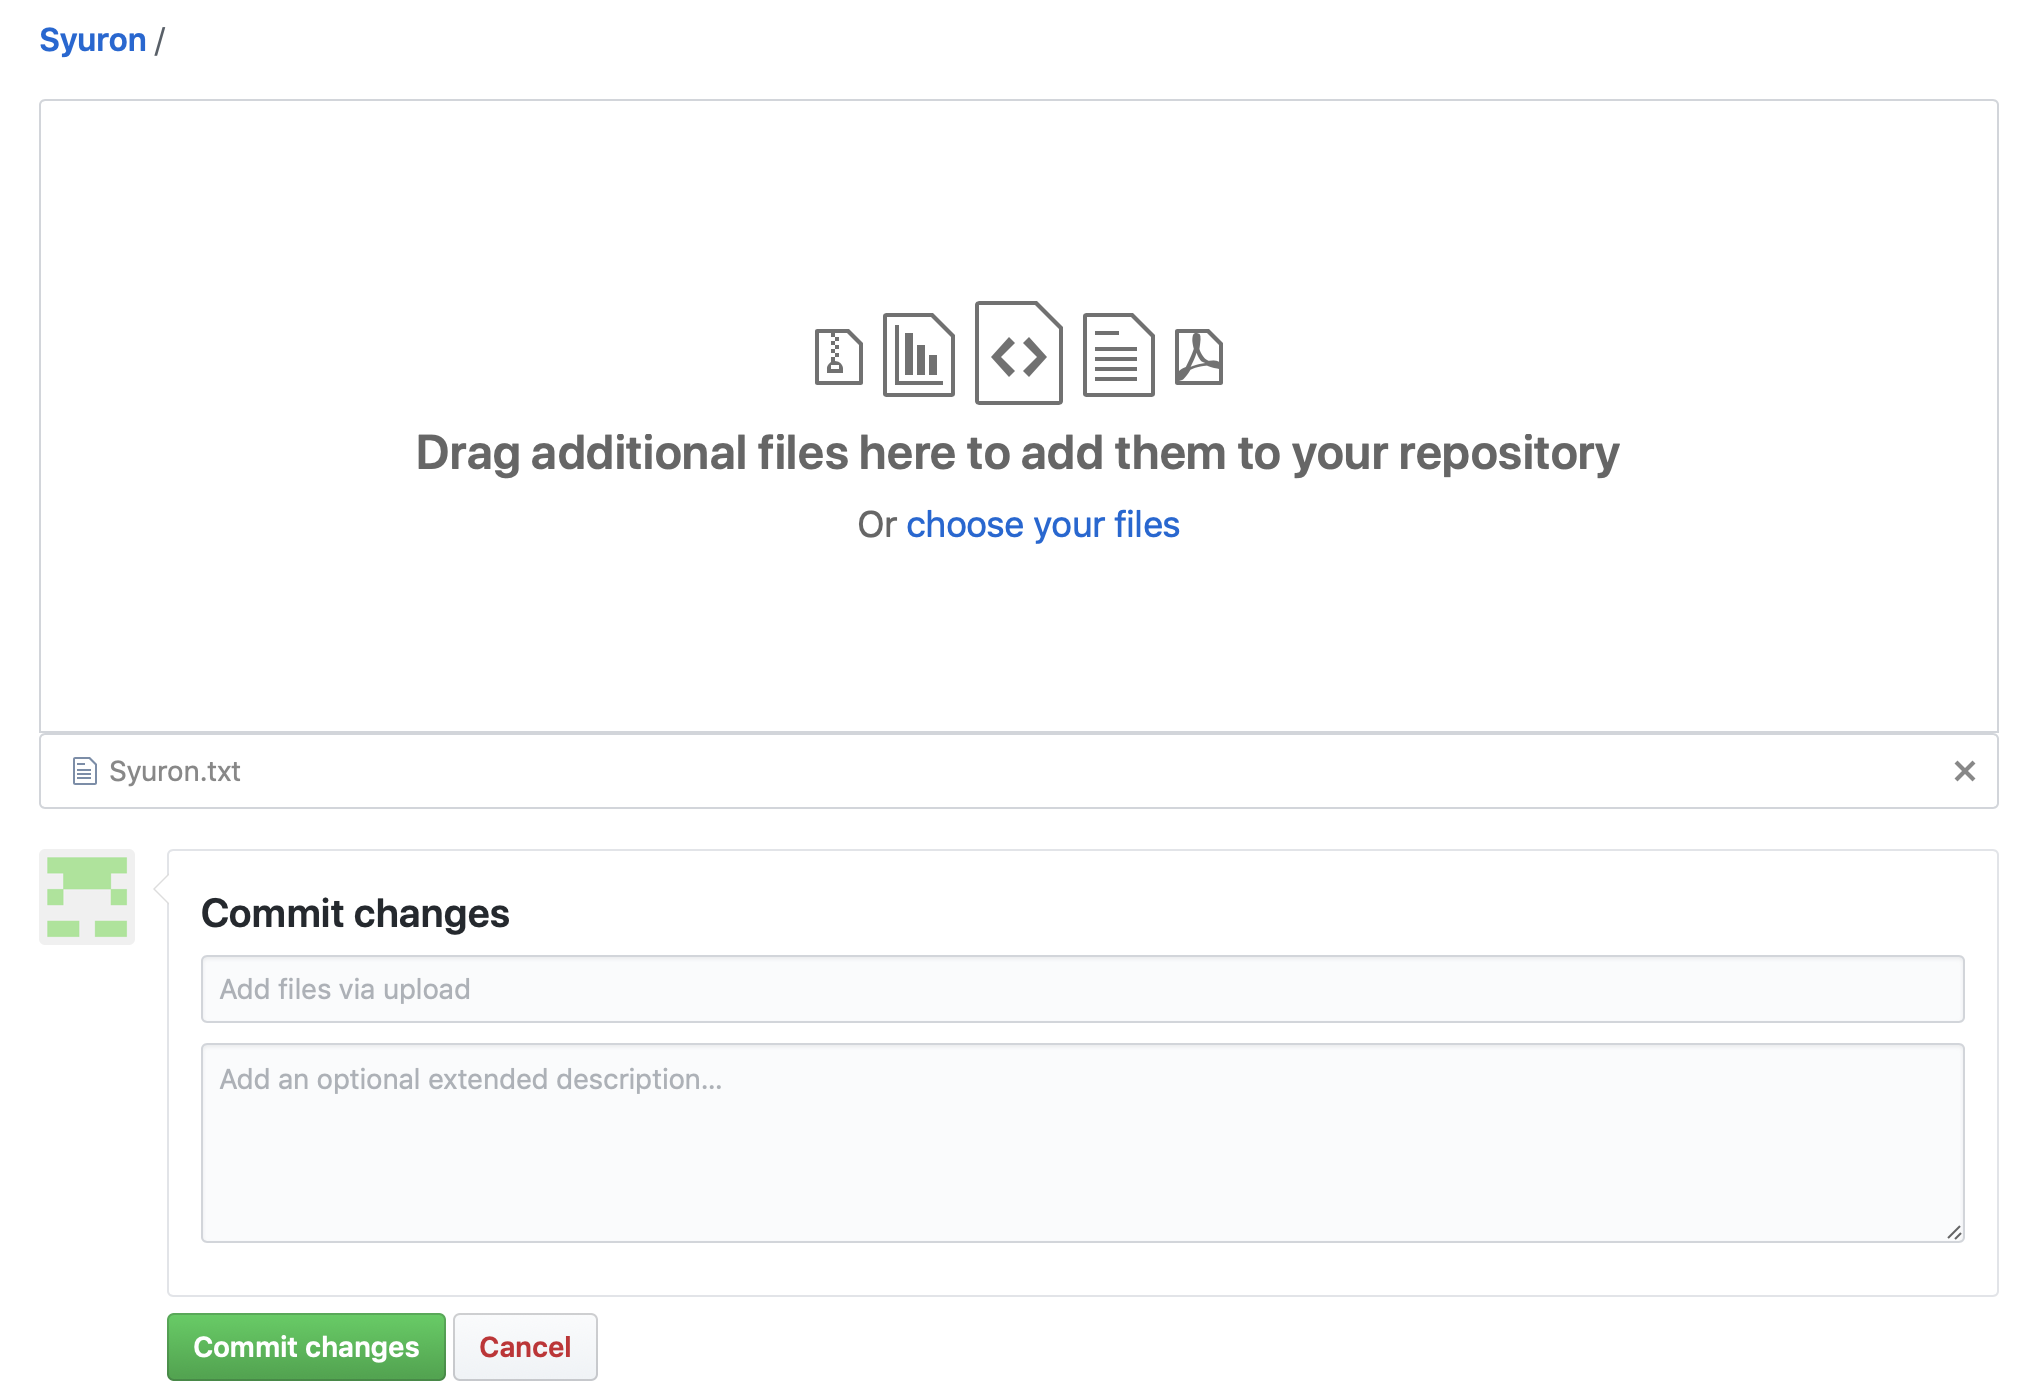 Syuron /
Drag additional files here to add them to your repository
Or choose your files
Syuron.txt
Commit changes
Add files via upload
Add an optional extended description...
Commit changes
Cancel